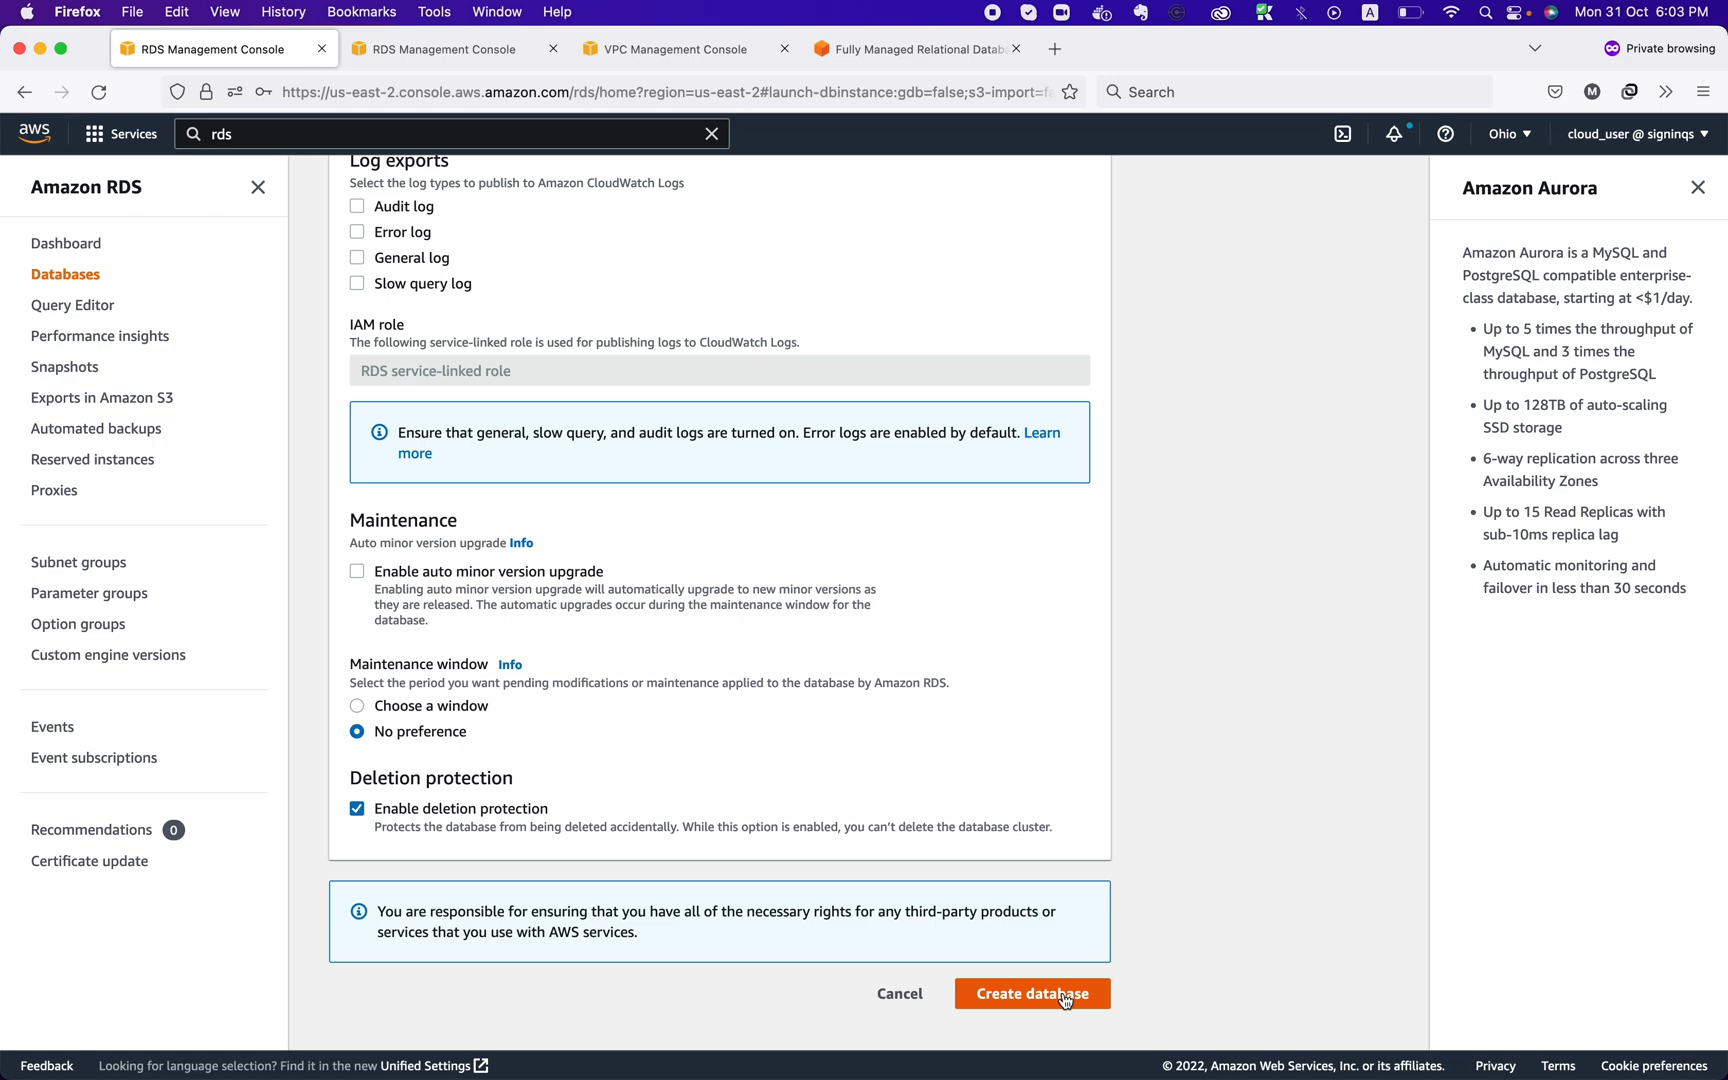 Firefox File Edit View History Bookmarks Tools Window Help A Mon 31 Oct 6:03 PM
RDS Management Console RDS Management Console VPC Management Console Fully Managed Relational Datab Private browsing
https://us-east-2.console.aws.amazon.com/rds/home?region=us-east-2#launch-dbinstance:gdb=false;s3-import=f Search M
aws Services rds Ohio cloud_user @ signinqs
Amazon RDS
Dashboard
Databases
Query Editor
Performance insights
Snapshots
Exports in Amazon S3
Automated backups
Reserved instances
Proxies
Subnet groups
Parameter groups
Option groups
Custom engine versions
Events
Event subscriptions
Recommendations 0
Certificate update
Log exports
Select the log types to publish to Amazon CloudWatch Logs
Audit log
Error log
General log
Slow query log
IAM role
The following service-linked role is used for publishing logs to CloudWatch Logs.
RDS service-linked role
Ensure that general, slow query, and audit logs are turned on. Error logs are enabled by default. Learn
more
Maintenance
Auto minor version upgrade Info
Enable auto minor version upgrade
Enabling auto minor version upgrade will automatically upgrade to new minor versions as
they are released. The automatic upgrades occur during the maintenance window for the
database.
Maintenance window Info
Select the period you want pending modifications or maintenance applied to the database by Amazon RDS.
Choose a window
No preference
Deletion protection
Enable deletion protection
Protects the database from being deleted accidentally. While this option is enabled, you can't delete the database cluster.
You are responsible for ensuring that you have all of the necessary rights for any third-party products or
services that you use with AWS services.
Cancel Create database
Amazon Aurora
Amazon Aurora is a MySQL and
PostgreSQL compatible enterprise-
class database, starting at <$1/day.
• Up to 5 times the throughput of
MySQL and 3 times the
throughput of PostgreSQL
• Up to 128TB of auto-scaling
SSD storage
• 6-way replication across three
Availability Zones
• Up to 15 Read Replicas with
sub-10ms replica lag
• Automatic monitoring and
failover in less than 30 seconds
Feedback Looking for language selection? Find it in the new Unified Settings © 2022, Amazon Web Services, Inc. or its affiliates. Privacy Terms Cookie preferences